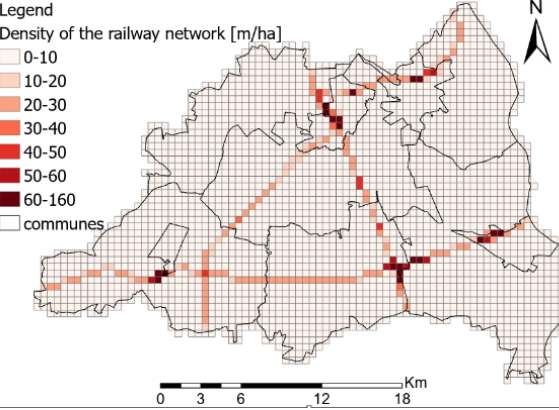 Legend
Density of the railway network [m/ha]
0-10
10-20
20-30
30-40
40-50
50-60
60-160
communes
N
Km
0 3 6 12 18